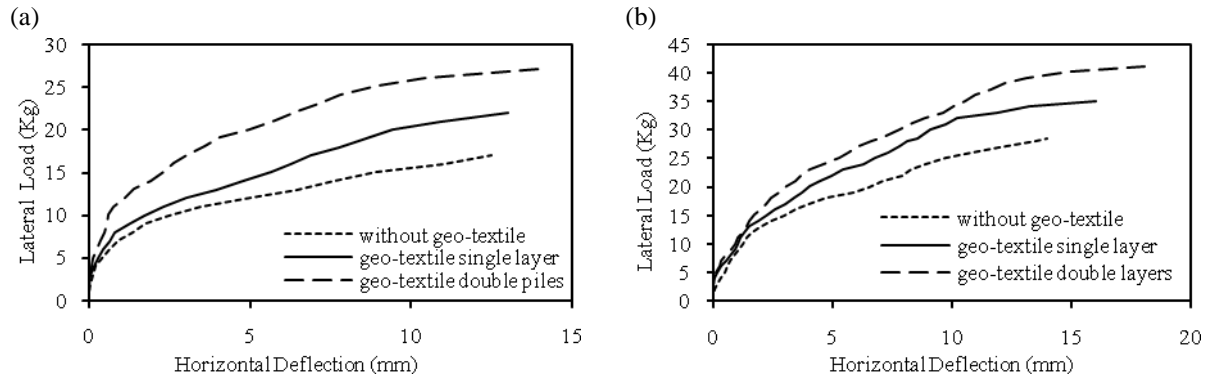 (a)
30
25
20
15
10
5
0
Lateral Load (Kg)
0 5 10 15
Horizontal Deflection (mm)
without geo-textile
geo-textile single layer
geo-textile double piles
(b)
45
40
35
30
25
20
15
10
5
0
Lateral Load (Kg)
0 5 10 15 20
Horizontal Deflection (mm)
without geo-textile
geo-textile single layer
geo-textile double layers